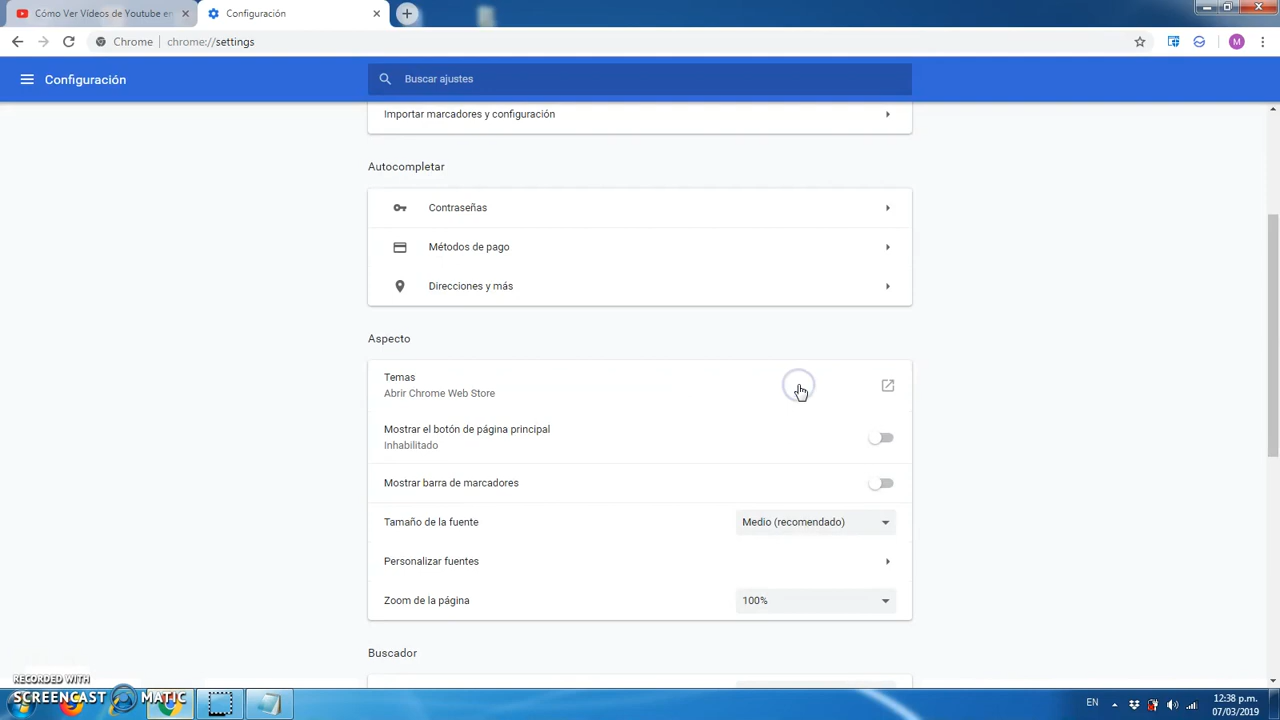 Cómo Ver Vídeos de Youtube en
Configuración
Chrome
chrome://settings
M
Configuración
Buscar ajustes
Importar marcadores y configuración
Autocompletar
Contraseñas
Métodos de pago
Direcciones y más
Aspecto
Temas
Abrir Chrome Web Store
Mostrar el botón de página principal
Inhabilitado
Mostrar barra de marcadores
Tamaño de la fuente
Medio (recomendado)
Personalizar fuentes
Zoom de la página
100%
Buscador
RECORDED WITH
SCREENCAST MATIC
EN
12:38 p.m.
07/03/2019